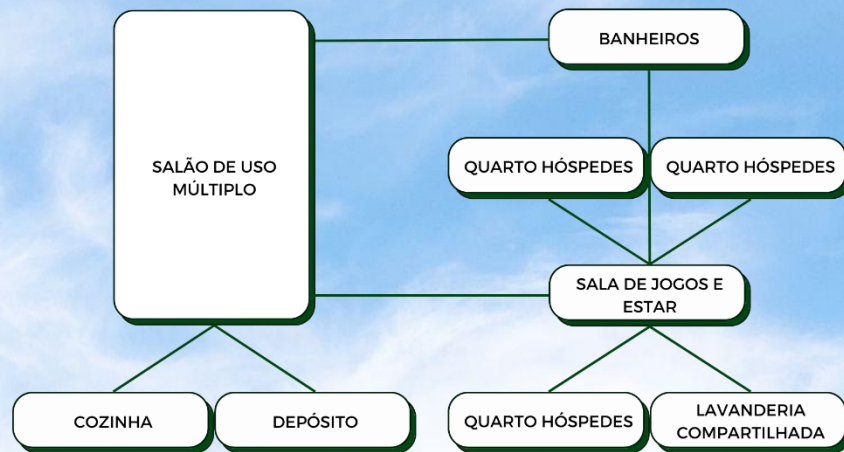 BANHEIROS
SALÃO DE USO
MÚLTIPLO
QUARTO HÓSPEDES
QUARTO HÓSPEDES
SALA DE JOGOS E
ESTAR
COZINHA
DEPÓSITO
QUARTO HÓSPEDES
LAVANDERIA
COMPARTILHADA